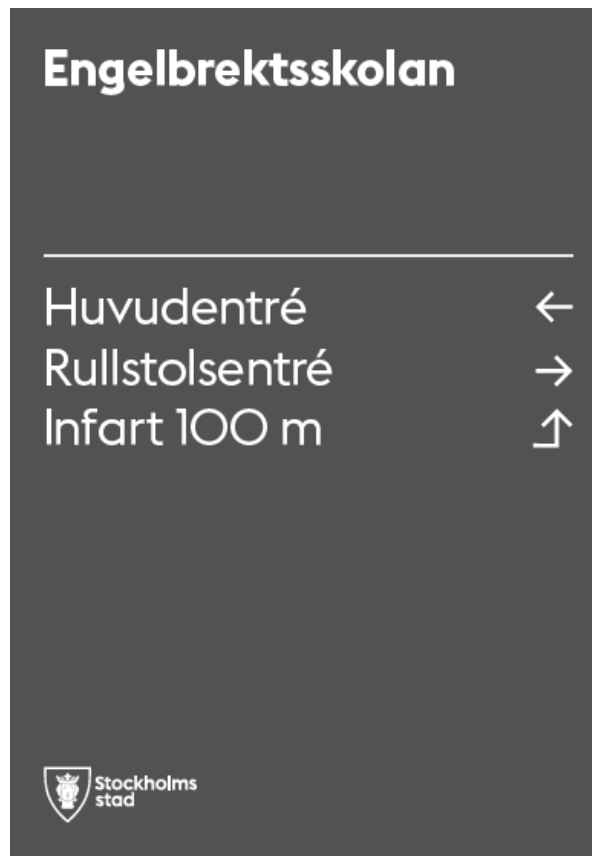 Engelbrektsskolan
Huvudentré ←
Rullstolsentré →
Infart 100 m ⮥
Stockholms
stad